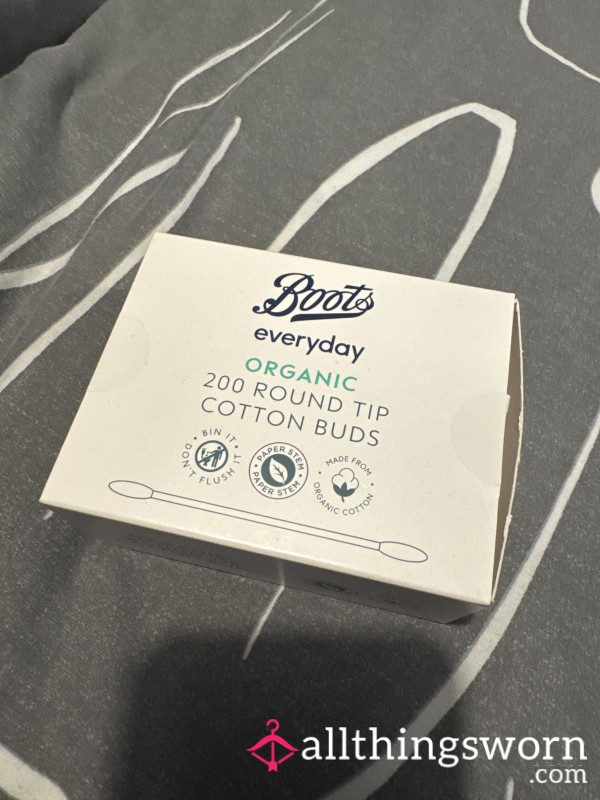 Boots
everyday
ORGANIC
200 ROUND TIP
COTTON BUDS
• BIN IT •
DON'T FLUSH IT
PAPER STEM • PAPER STEM •
MADE FROM
• ORGANIC COTTON •
allthingsworn
.com